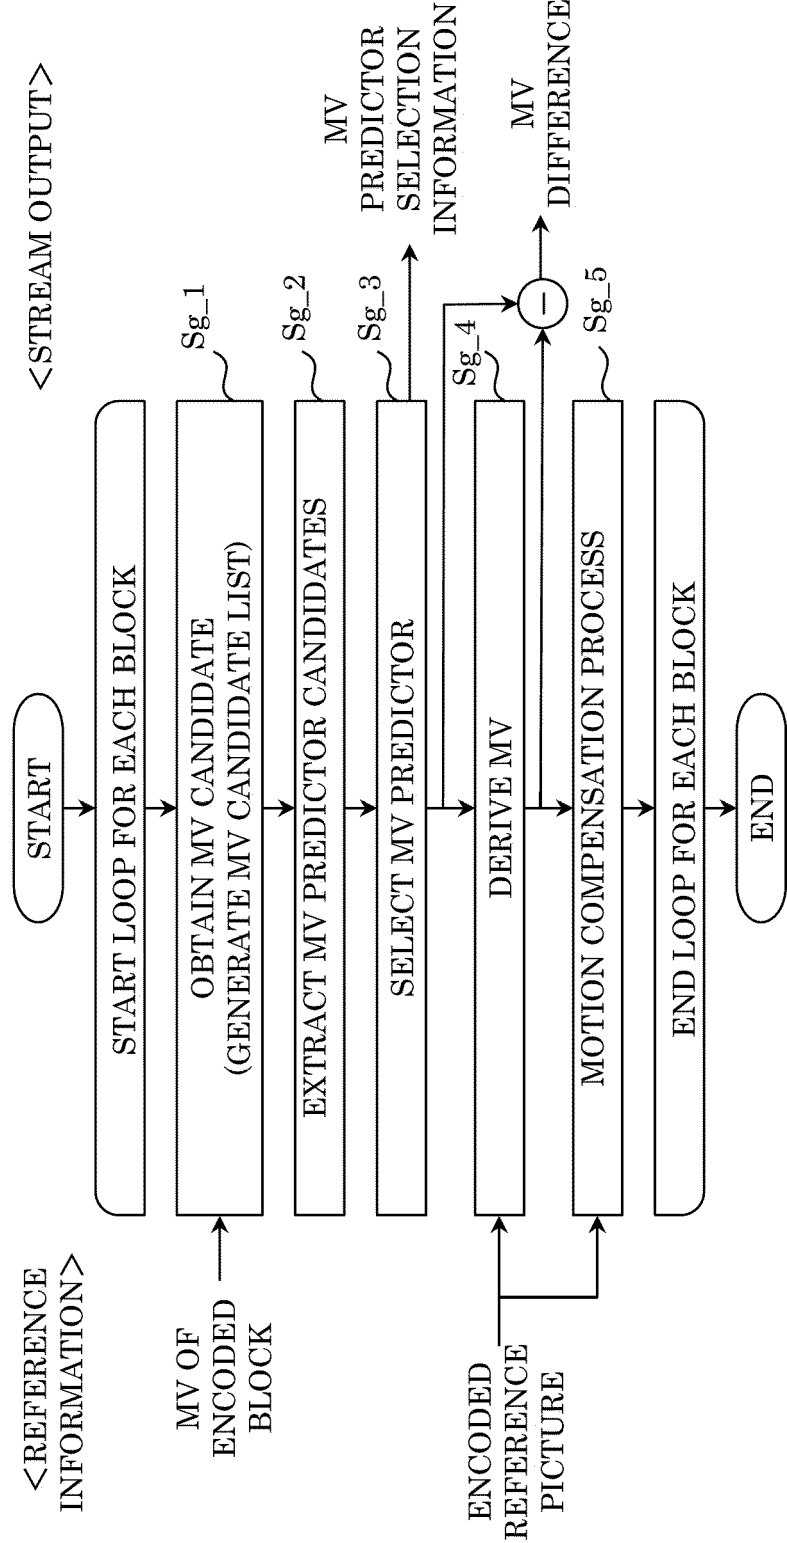 <REFERENCE
INFORMATION>
<STREAM OUTPUT>
START
START LOOP FOR EACH BLOCK
MV OF
ENCODED
BLOCK
OBTAIN MV CANDIDATE
(GENERATE MV CANDIDATE LIST)
Sg_1
EXTRACT MV PREDICTOR CANDIDATES
Sg_2
SELECT MV PREDICTOR
Sg_3
MV
PREDICTOR
SELECTION
INFORMATION
ENCODED
REFERENCE
PICTURE
DERIVE MV
Sg_4
−
MV
DIFFERENCE
MOTION COMPENSATION PROCESS
Sg_5
END LOOP FOR EACH BLOCK
END